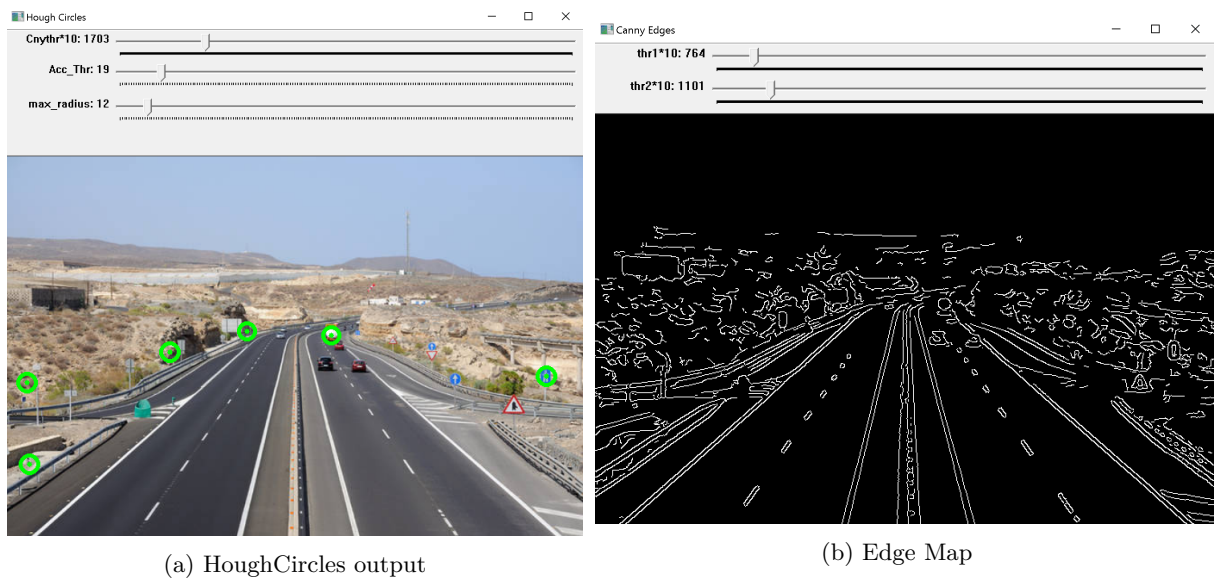 Hough Circles
Cnythr*10: 1703
Acc_Thr: 19
max_radius: 12
(a) HoughCircles output
Canny Edges
thr1*10: 764
thr2*10: 1101
(b) Edge Map